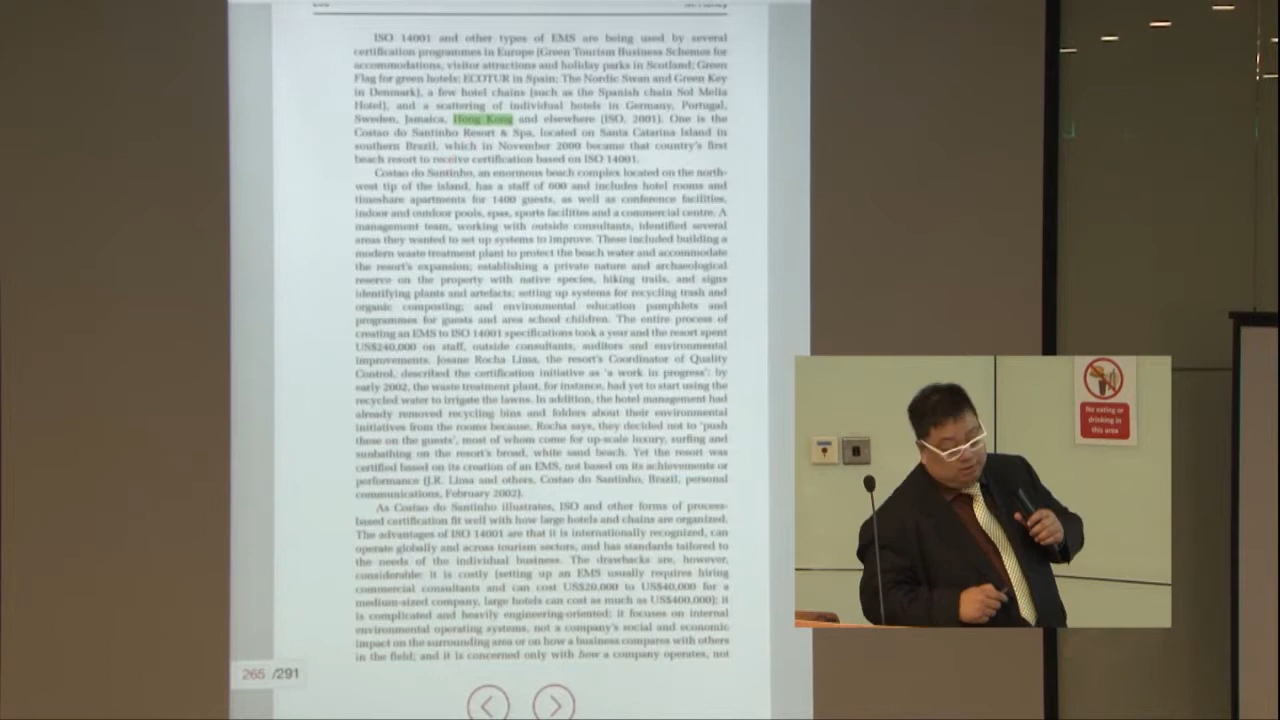 ISO 14001 and other types of EMS are being used by several
certification programmes in Europe (Green Tourism Business Schemes for
accommodations, visitor attractions and holiday parks in Scotland; Green
Flag for green hotels; ECOTUR in Spain; The Nordic Swan and Green Key
in Denmark), a few hotel chains (such as the Spanish chain Sol Melia
Hotel), and a scattering of individual hotels in Germany, Portugal,
Sweden, Jamaica, Hong Kong and elsewhere (ISO, 2001). One is the
Costao do Santinho Resort & Spa, located on Santa Catarina Island in
southern Brazil, which in November 2000 became that country's first
beach resort to receive certification based on ISO 14001.
Costao do Santinho, an enormous beach complex located on the north-
west tip of the island, has a staff of 600 and includes hotel rooms and
timeshare apartments for 1400 guests, as well as conference facilities,
indoor and outdoor pools, spas, sports facilities and a commercial centre. A
management team, working with outside consultants, identified several
areas they wanted to set up systems to improve. These included building a
modern waste treatment plant to protect the beach water and accommodate
the resort's expansion; establishing a private nature and archaeological
reserve on the property with native species, hiking trails, and signs
identifying plants and artefacts; setting up systems for recycling trash and
organic composting; and environmental education pamphlets and
programmes for guests and area school children. The entire process of
creating an EMS to ISO 14001 specifications took a year and the resort spent
US$240,000 on staff, outside consultants, auditors and environmental
improvements. Josane Rocha Lima, the resort's Coordinator of Quality
Control, described the certification initiative as 'a work in progress': by
early 2002, the waste treatment plant, for instance, had yet to start using the
recycled water to irrigate the lawns. In addition, the hotel management had
already removed recycling bins and folders about their environmental
initiatives from the rooms because, Rocha says, they decided not to 'push
these on the guests', most of whom come for up-scale luxury, surfing and
sunbathing on the resort's broad, white sand beach. Yet the resort was
certified based on its creation of an EMS, not based on its achievements or
performance (J.R. Lima and others, Costao do Santinho, Brazil, personal
communications, February 2002).
As Costao do Santinho illustrates, ISO and other forms of process-
based certification fit well with how large hotels and chains are organized.
The advantages of ISO 14001 are that it is internationally recognized, can
operate globally and across tourism sectors, and has standards tailored to
the needs of the individual business. The drawbacks are, however,
considerable: it is costly (setting up an EMS usually requires hiring
commercial consultants and can cost US$20,000 to US$40,000 for a
medium-sized company, large hotels can cost as much as US$400,000); it
is complicated and heavily engineering-oriented; it focuses on internal
environmental operating systems, not a company's social and economic
impact on the surrounding area or on how a business compares with others
in the field; and it is concerned only with how a company operates, not
265 /291
No eating or
drinking in
this area